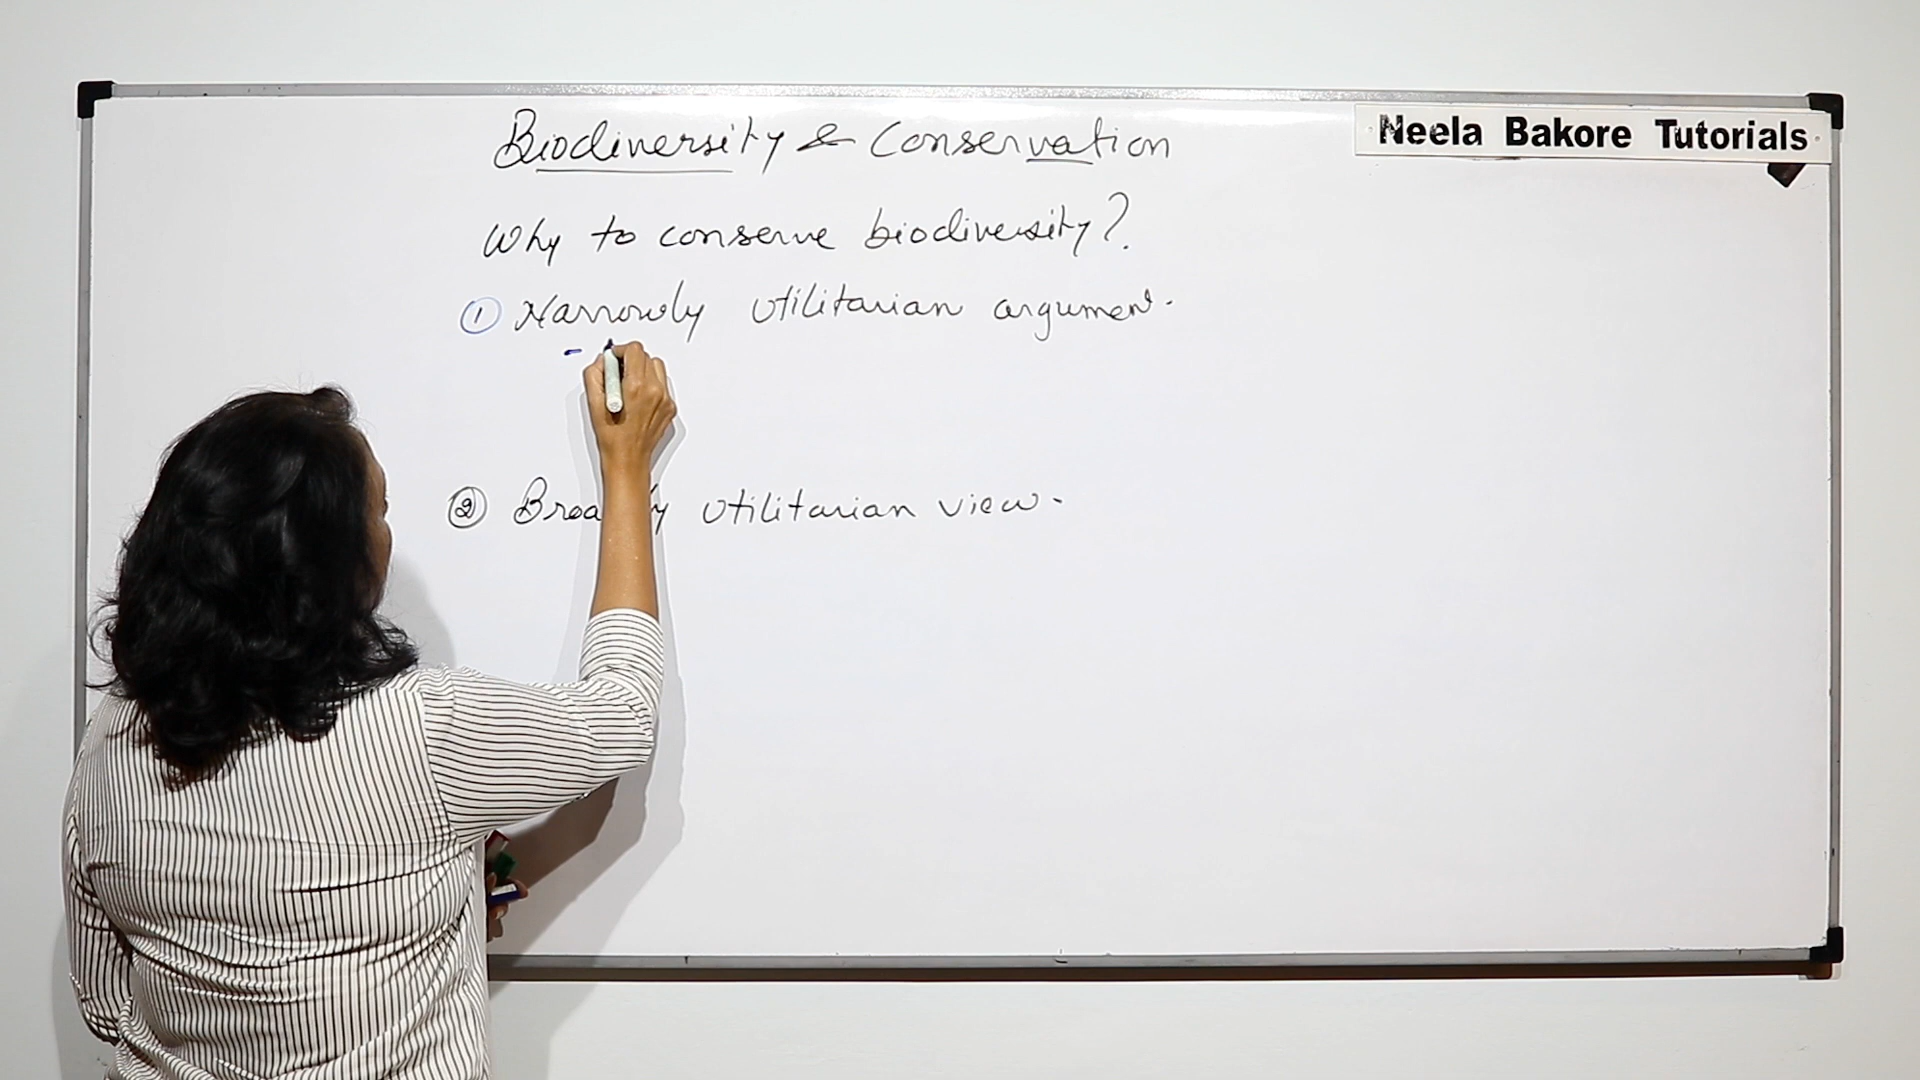 Neela Bakore Tutorials
Biodiversity & Conservation
Why to conserve biodiversity?
① Narrowly utilitarian argument.
-
② utilitarian view.